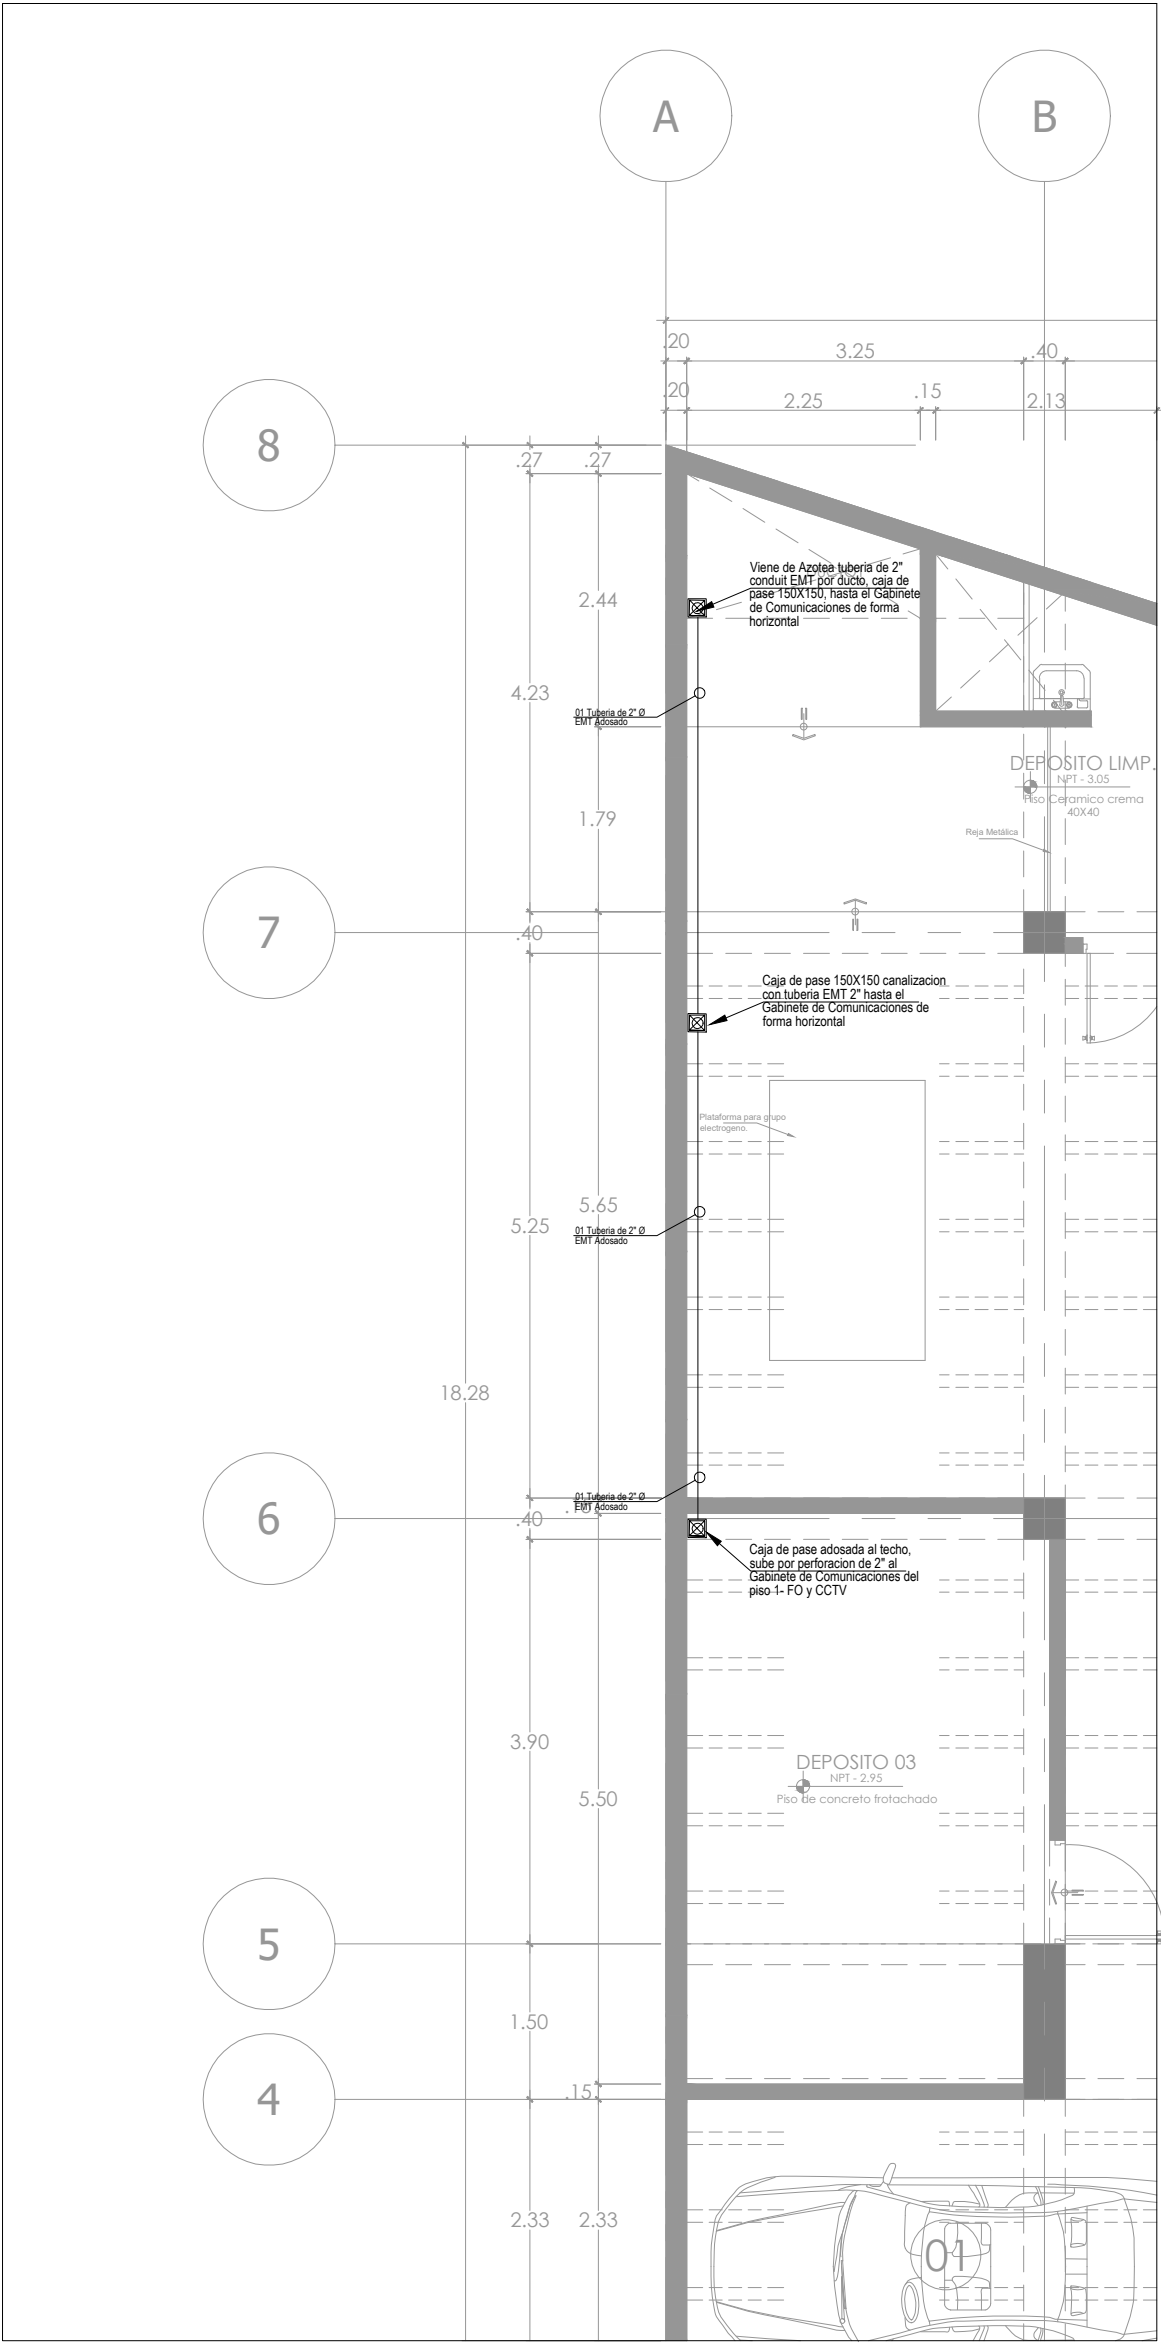 A
B
.20
3.25
.40
.20
2.25
.15
2.13
8
.27
.27
Viene de Azotea tuberia de 2"
conduit EMT por ducto, caja de
pase 150X150, hasta el Gabinete
de Comunicaciones de forma
horizontal
2.44
4.23
01 Tuberia de 2" Ø
EMT Adosado
DEPOSITO LIMP.
NPT - 3.05
Piso Ceramico crema
40X40
1.79
Reja Metálica
7
.40
Caja de pase 150X150 canalizacion
con tuberia EMT 2" hasta el
Gabinete de Comunicaciones de
forma horizontal
Plataforma para grupo
electrogeno.
5.65
5.25
01 Tuberia de 2" Ø
EMT Adosado
18.28
01 Tuberia de 2" Ø
EMT Adosado
6
.40
Caja de pase adosada al techo,
sube por perforacion de 2" al
Gabinete de Comunicaciones del
piso 1- FO y CCTV
3.90
DEPOSITO 03
NPT - 2.95
Piso de concreto frotachado
5.50
5
1.50
.15
4
2.33
2.33
01